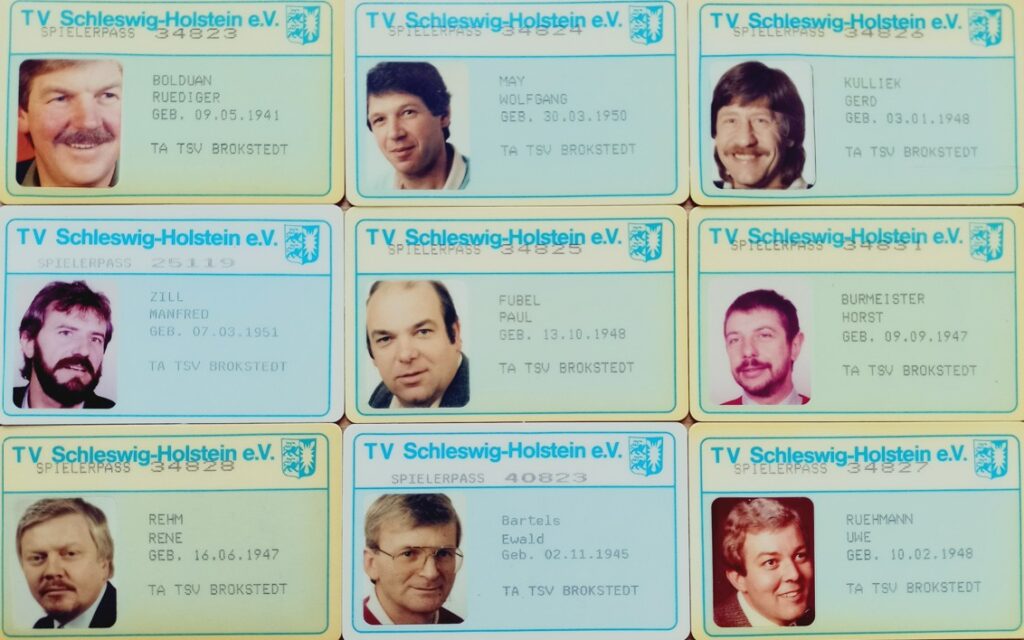 TV Schleswig-Holstein e.V.
SPIELERPASS 34823
BOLDUAN
RUEDIGER
GEB. 09.05.1941
TA TSV BROKSTEDT
TV Schleswig-Holstein e.V.
SPIELERPASS 34824
MAY
WOLFGANG
GEB. 30.03.1950
TA TSV BROKSTEDT
TV Schleswig-Holstein e.V.
SPIELERPASS 34826
KULLIEK
GERD
GEB. 03.01.1948
TA TSV BROKSTEDT
TV Schleswig-Holstein e.V.
SPIELERPASS 25119
ZILL
MANFRED
GEB. 07.03.1951
TA TSV BROKSTEDT
TV Schleswig-Holstein e.V.
SPIELERPASS 34825
FUBEL
PAUL
GEB. 13.10.1948
TA TSV BROKSTEDT
TV Schleswig-Holstein e.V.
SPIELERPASS 34831
BURMEISTER
HORST
GEB. 09.09.1947
TA TSV BROKSTEDT
TV Schleswig-Holstein e.V.
SPIELERPASS 34828
REHM
RENE
GEB. 16.06.1947
TA TSV BROKSTEDT
TV Schleswig-Holstein e.V.
SPIELERPASS 40823
Bartels
Ewald
Geb. 02.11.1945
TA TSV BROKSTEDT
TV Schleswig-Holstein e.V.
SPIELERPASS 34827
RUEHMANN
UWE
GEB. 10.02.1948
TA TSV BROKSTEDT